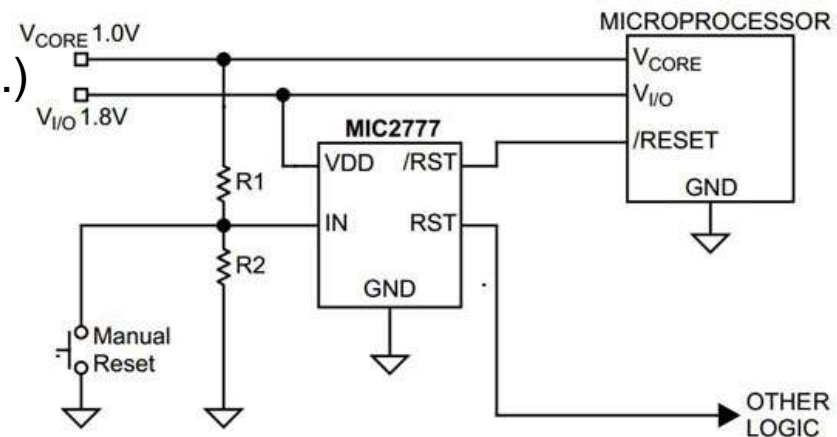 MICROPROCESSOR
VCORE 1.0V
.)
VI/O 1.8V
VCORE
VI/O
/RESET
GND
MIC2777
VDD
/RST
IN
RST
GND
R1
R2
Manual
Reset
OTHER
LOGIC